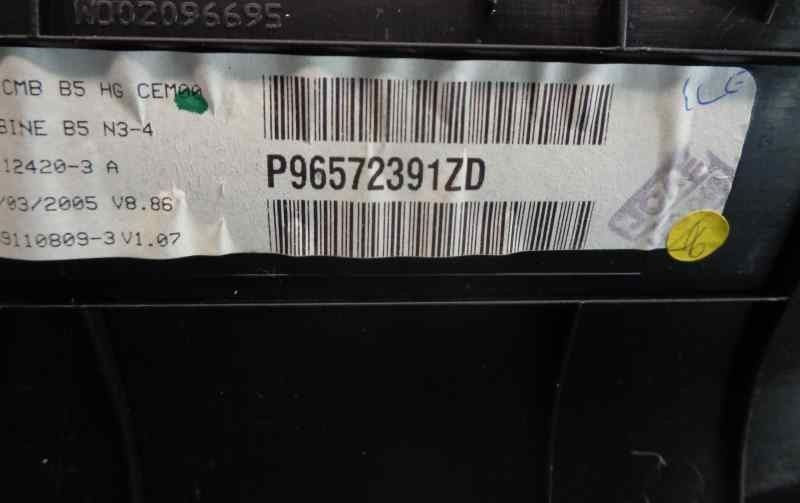 W002096695
CMB B5 HG CEM00
BINE B5 N3-4
12420-3 A
/03/2005 V8.86
9110809-3 V1.07
P96572391ZD